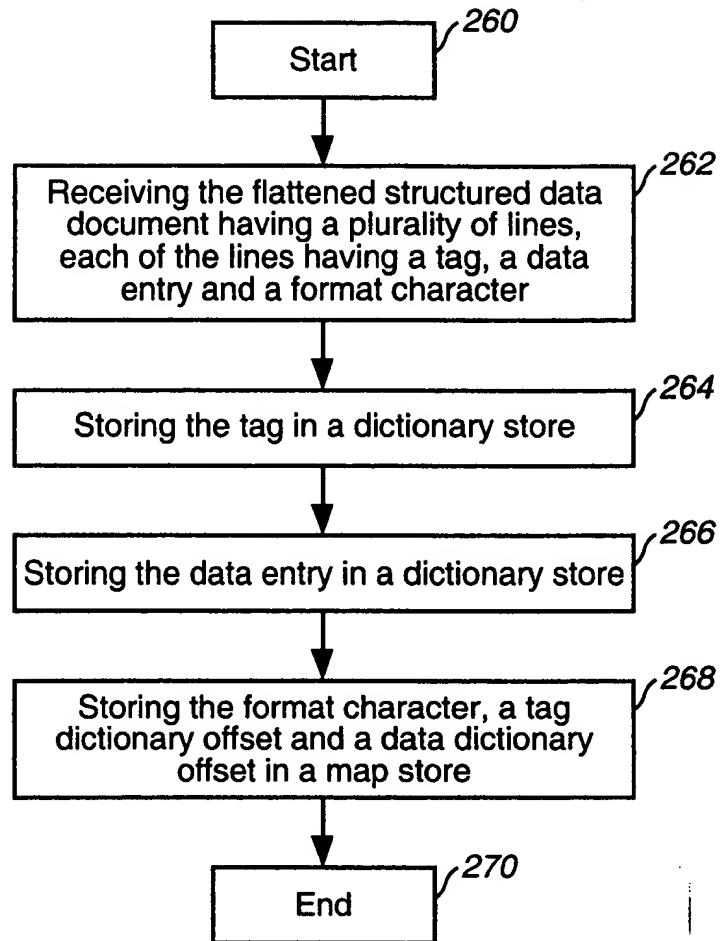 260
Start
262
Receiving the flattened structured data
document having a plurality of lines,
each of the lines having a tag, a data
entry and a format character
264
Storing the tag in a dictionary store
266
Storing the data entry in a dictionary store
268
Storing the format character, a tag
dictionary offset and a data dictionary
offset in a map store
270
End